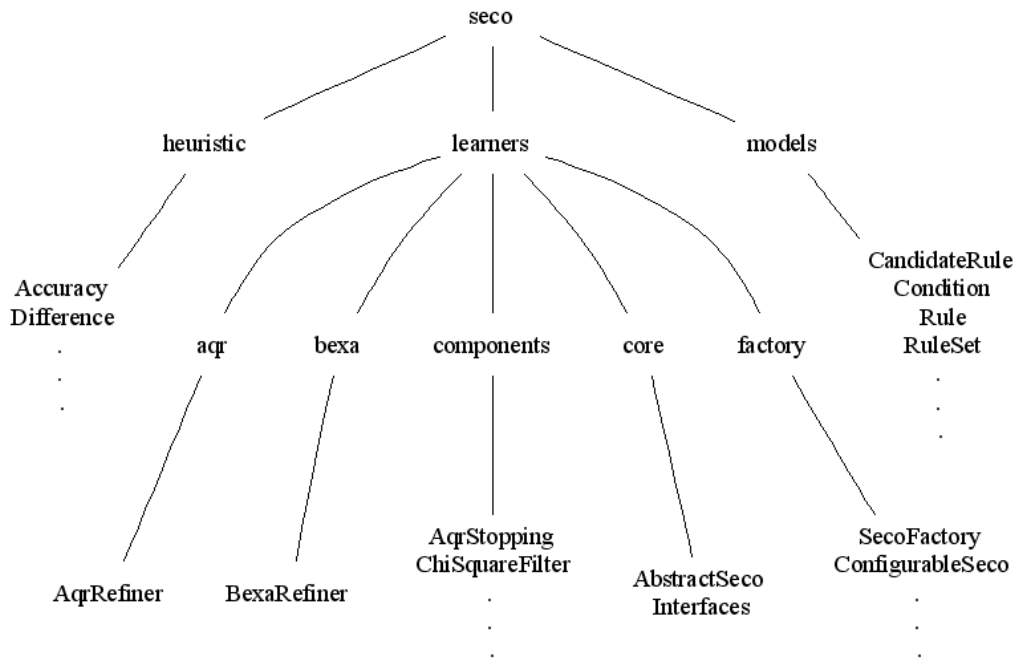 seco
heuristic
learners
models
Accuracy
Difference
.
.
.
CandidateRule
Condition
Rule
RuleSet
.
.
.
aqr
bexa
components
core
factory
AqrRefiner
BexaRefiner
AqrStopping
ChiSquareFilter
.
.
.
AbstractSeco
Interfaces
SecoFactory
ConfigurableSeco
.
.
.